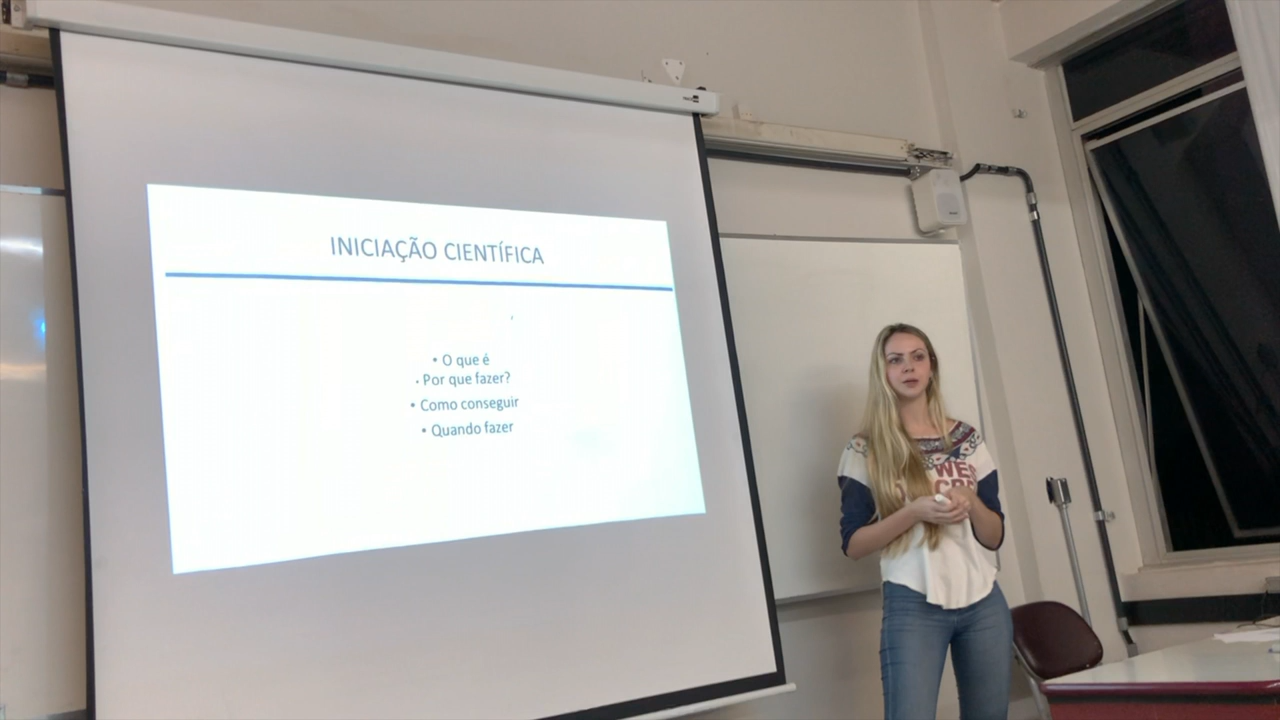 INICIAÇÃO CIENTÍFICA
• O que é
• Por que fazer?
• Como conseguir
• Quando fazer